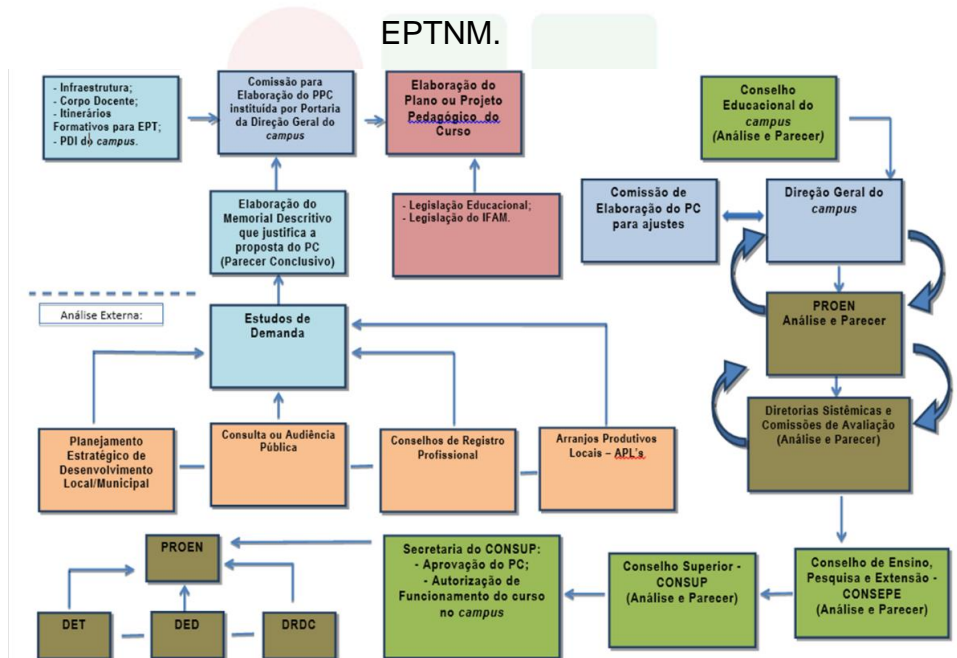 EPTNM.
- Infraestrutura;
- Corpo Docente;
- Itinerários
Formativos para EPT;
- PDI do campus.
Comissão para
Elaboração do PPC
instituída por Portaria
da Direção Geral do
campus
Elaboração do
Plano ou Projeto
Pedagógico do
Curso
Conselho
Educacional do
campus
(Análise e Parecer)
Elaboração do
Memorial Descritivo
que justifica a
proposta do PC
(Parecer Conclusivo)
- Legislação Educacional;
- Legislação do IFAM.
Comissão de
Elaboração do PC
para ajustes
Direção Geral do
campus
Análise Externa:
Estudos de
Demanda
PROEN
Análise e Parecer
Diretorias Sistêmicas e
Comissões de Avaliação
(Análise e Parecer)
Planejamento
Estratégico de
Desenvolvimento
Local/Municipal
Consulta ou Audiência
Pública
Conselhos de Registro
Profissional
Arranjos Produtivos
Locais – APL's
PROEN
DET
DED
DRDC
Secretaria do CONSUP:
- Aprovação do PC;
- Autorização de
Funcionamento do curso
no campus
Conselho Superior -
CONSUP
(Análise e Parecer)
Conselho de Ensino,
Pesquisa e Extensão -
CONSEPE
(Análise e Parecer)